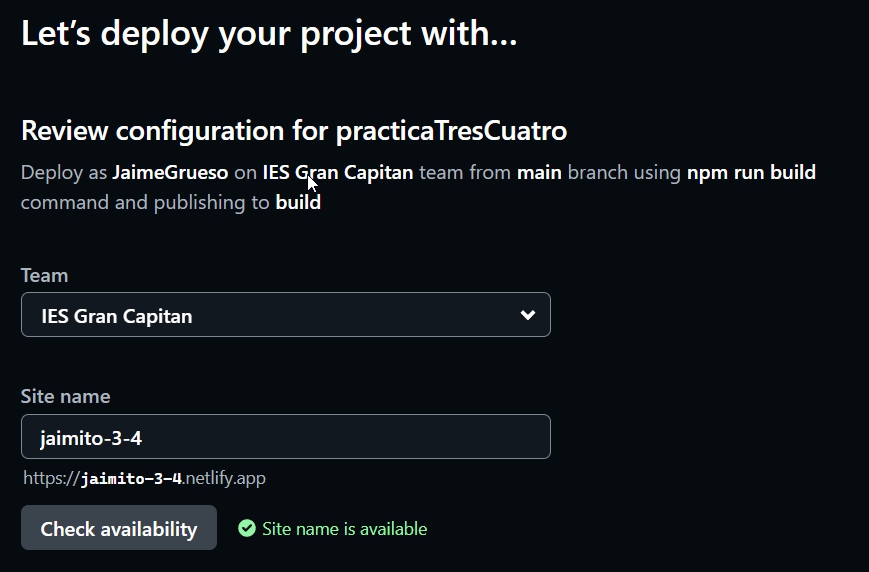 Let's deploy your project with...
Review configuration for practicaTresCuatro
Deploy as JaimeGrueso on IES Gran Capitan team from main branch using npm run build
command and publishing to build
Team
IES Gran Capitan
Site name
jaimito-3-4
https://jaimito-3-4.netlify.app
Check availability
Site name is available